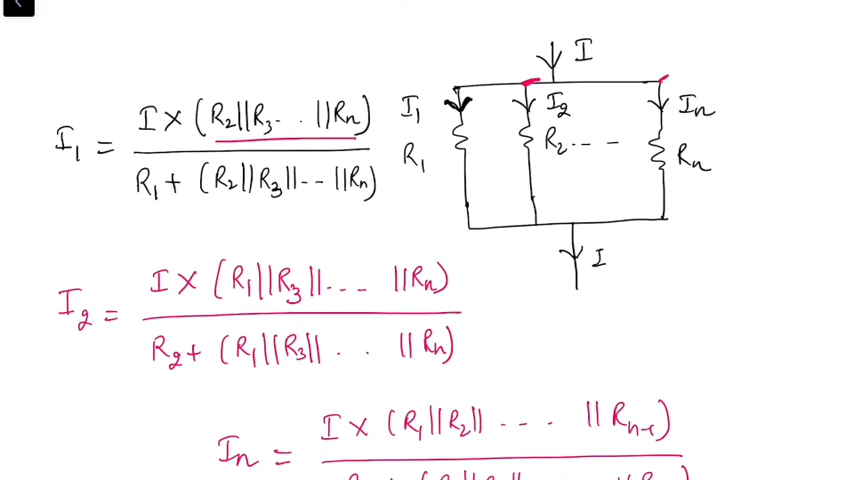 I
I₁ = I × (R₂||R₃. . ||Rₙ) / R₁ + (R₂||R₃||-- ||Rₙ)
I₁ I₂ Iₙ
R₁ R₂ ... - Rₙ
I
I₂ = I × (R₁||R₃||-.-- ||Rₙ) / R₂ + (R₁||R₃|| . . ||Rₙ)
Iₙ = I × (R₁||R₂|| - . . . ||Rₙ₋₁)